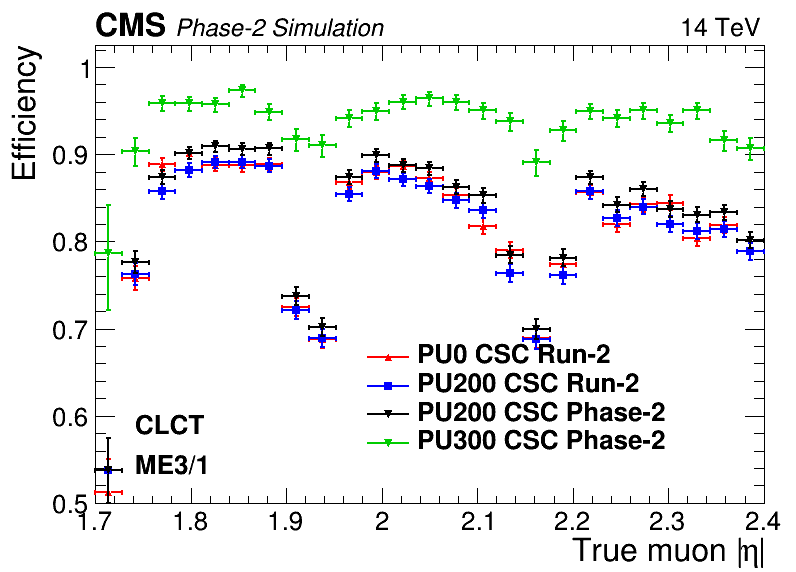 CMS Phase-2 Simulation 14 TeV
Efficiency
1
0.9
0.8
0.7
0.6
0.5
PU0 CSC Run-2
PU200 CSC Run-2
PU200 CSC Phase-2
PU300 CSC Phase-2
CLCT
ME3/1
1.7 1.8 1.9 2 2.1 2.2 2.3 2.4
True muon |η|